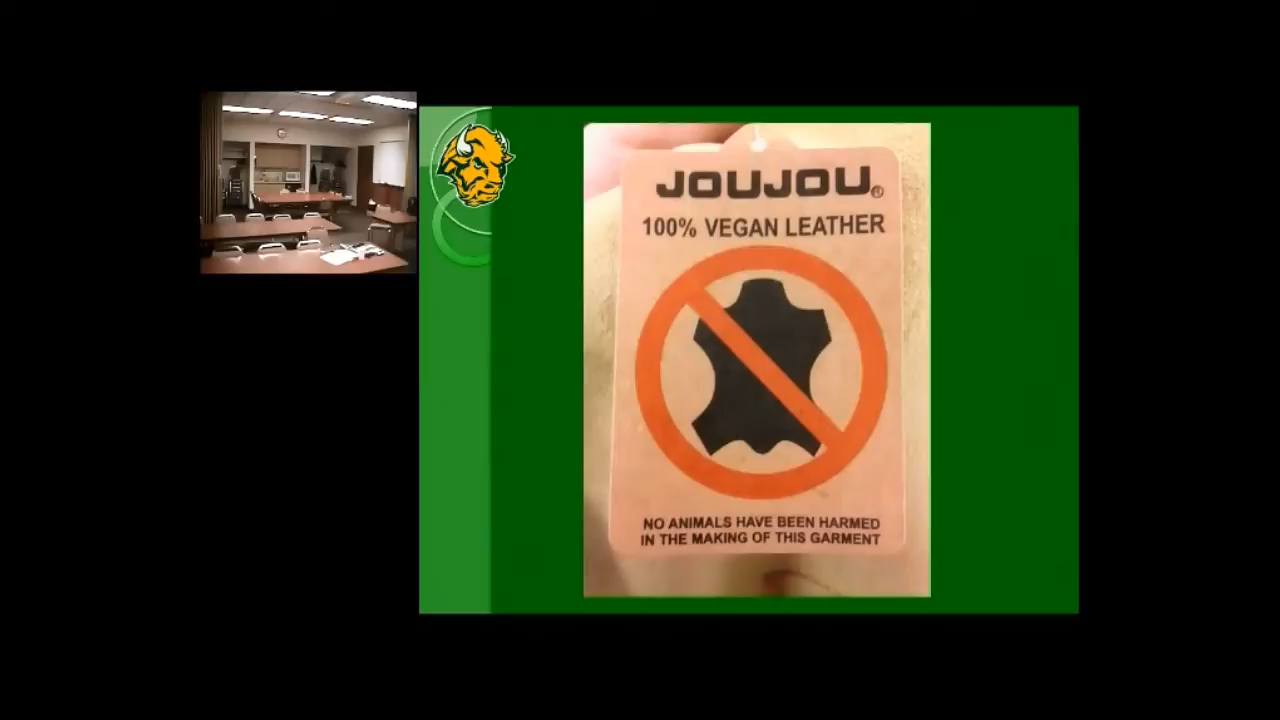 JOUJOU®
100% VEGAN LEATHER
NO ANIMALS HAVE BEEN HARMED
IN THE MAKING OF THIS GARMENT